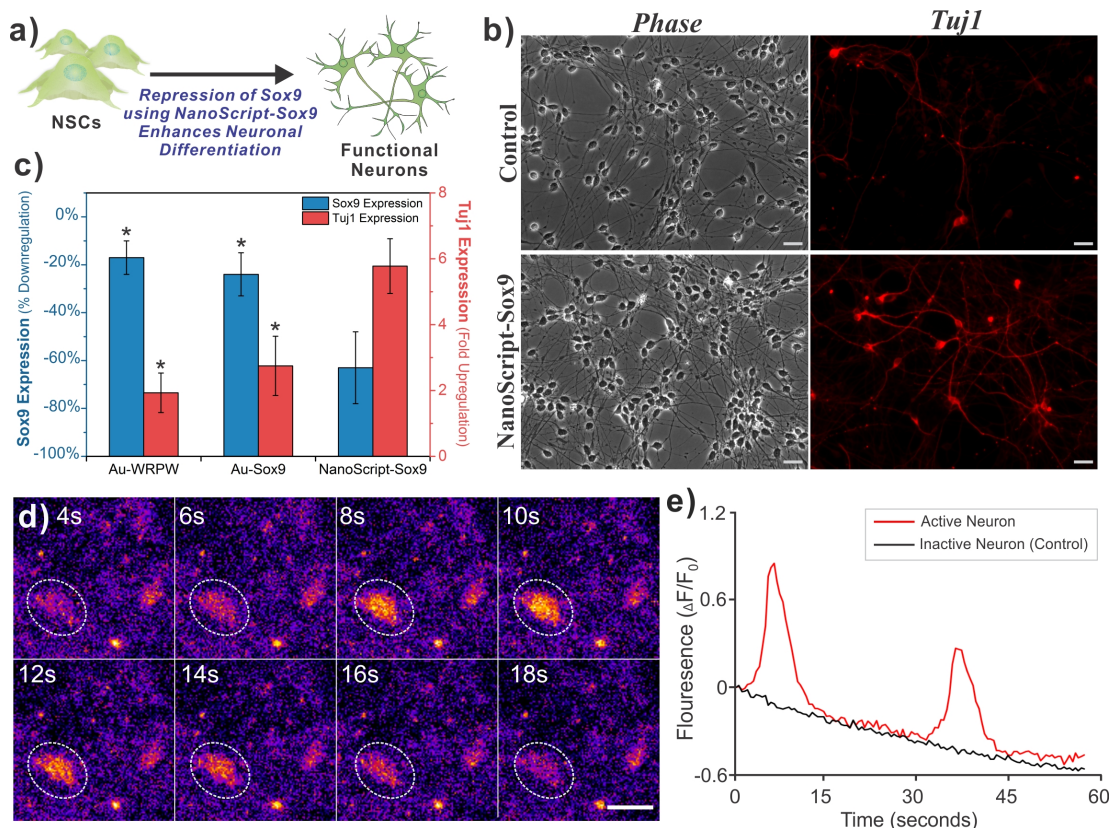 a)
NSCs
Repression of Sox9
using NanoScript-Sox9
Enhances Neuronal
Differentiation
Functional
Neurons
b)
Phase
Tuj1
Control
NanoScript-Sox9
c)
Sox9 Expression (% Downregulation)
0%
-20%
-40%
-60%
-80%
-100%
Sox9 Expression
Tuj1 Expression
*
*
*
*
8
6
4
2
0
Tuj1 Expression (Fold Upregulation)
Au-WRPW
Au-Sox9
NanoScript-Sox9
d)
4s
6s
8s
10s
12s
14s
16s
18s
e)
Flouresence (ΔF/F0)
1.2
0.6
0
-0.6
Active Neuron
Inactive Neuron (Control)
0
15
30
45
60
Time (seconds)